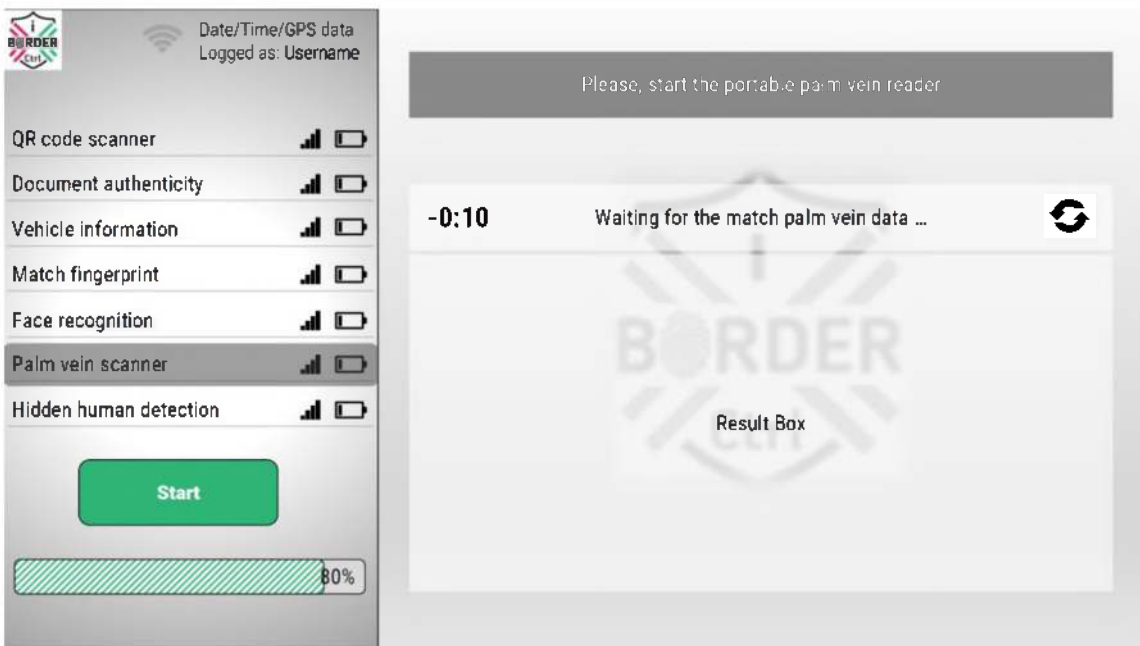 i
BORDER
Ctrl
Date/Time/GPS data
Logged as: Username
QR code scanner
Document authenticity
Vehicle information
Match fingerprint
Face recognition
Palm vein scanner
Hidden human detection
Start
80%
Please, start the portable palm vein reader
-0:10
Waiting for the match palm vein data ...
BORDER
Ctrl
Result Box